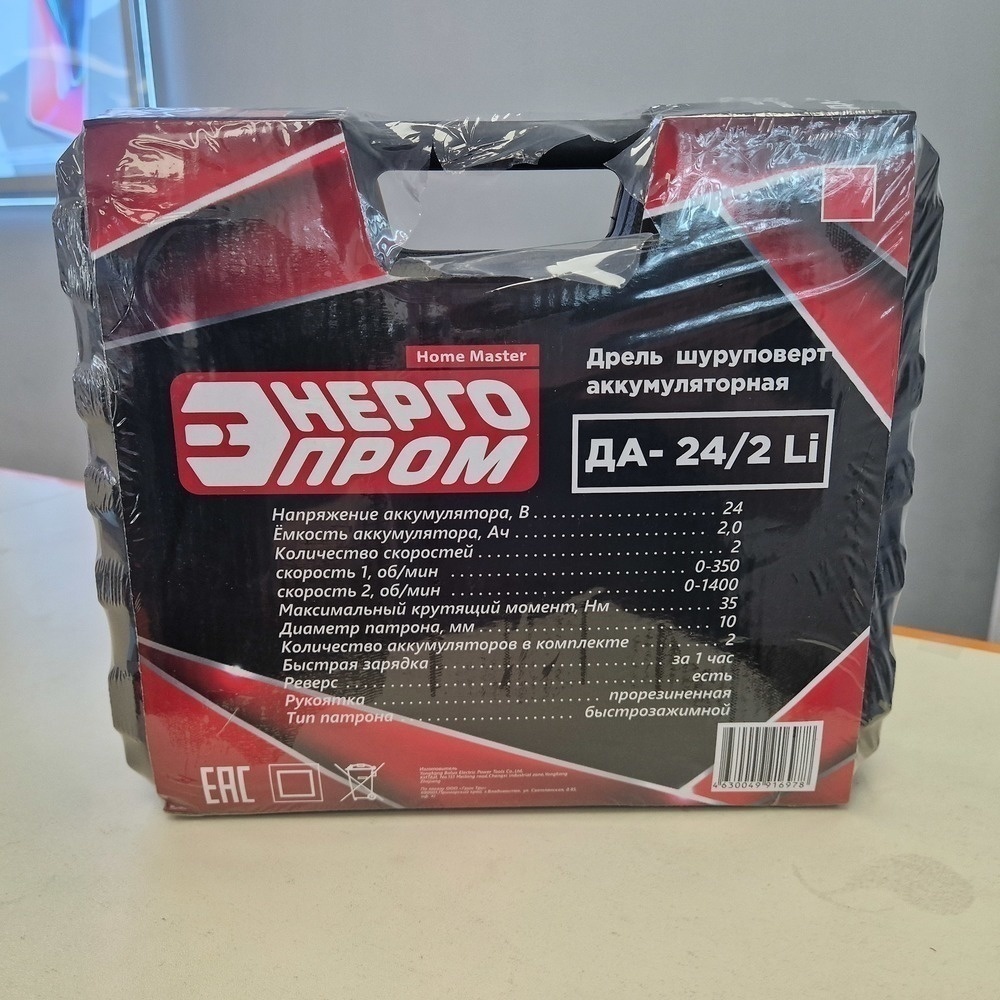 Home Master
ЭНЕРГО
ПРОМ
Дрель шуруповерт
аккумуляторная
ДА- 24/2 Li
Напряжение аккумулятора, В 24
Ёмкость аккумулятора, Ач 2,0
Количество скоростей 2
скорость 1, об/мин 0-350
скорость 2, об/мин 0-1400
Максимальный крутящий момент, Нм 35
Диаметр патрона, мм 10
Количество аккумуляторов в комплекте 2
Быстрая зарядка за 1 час
Реверс есть
Рукоятка прорезиненная
Тип патрона быстрозажимной
EAC
Изготовитель
4630049916978